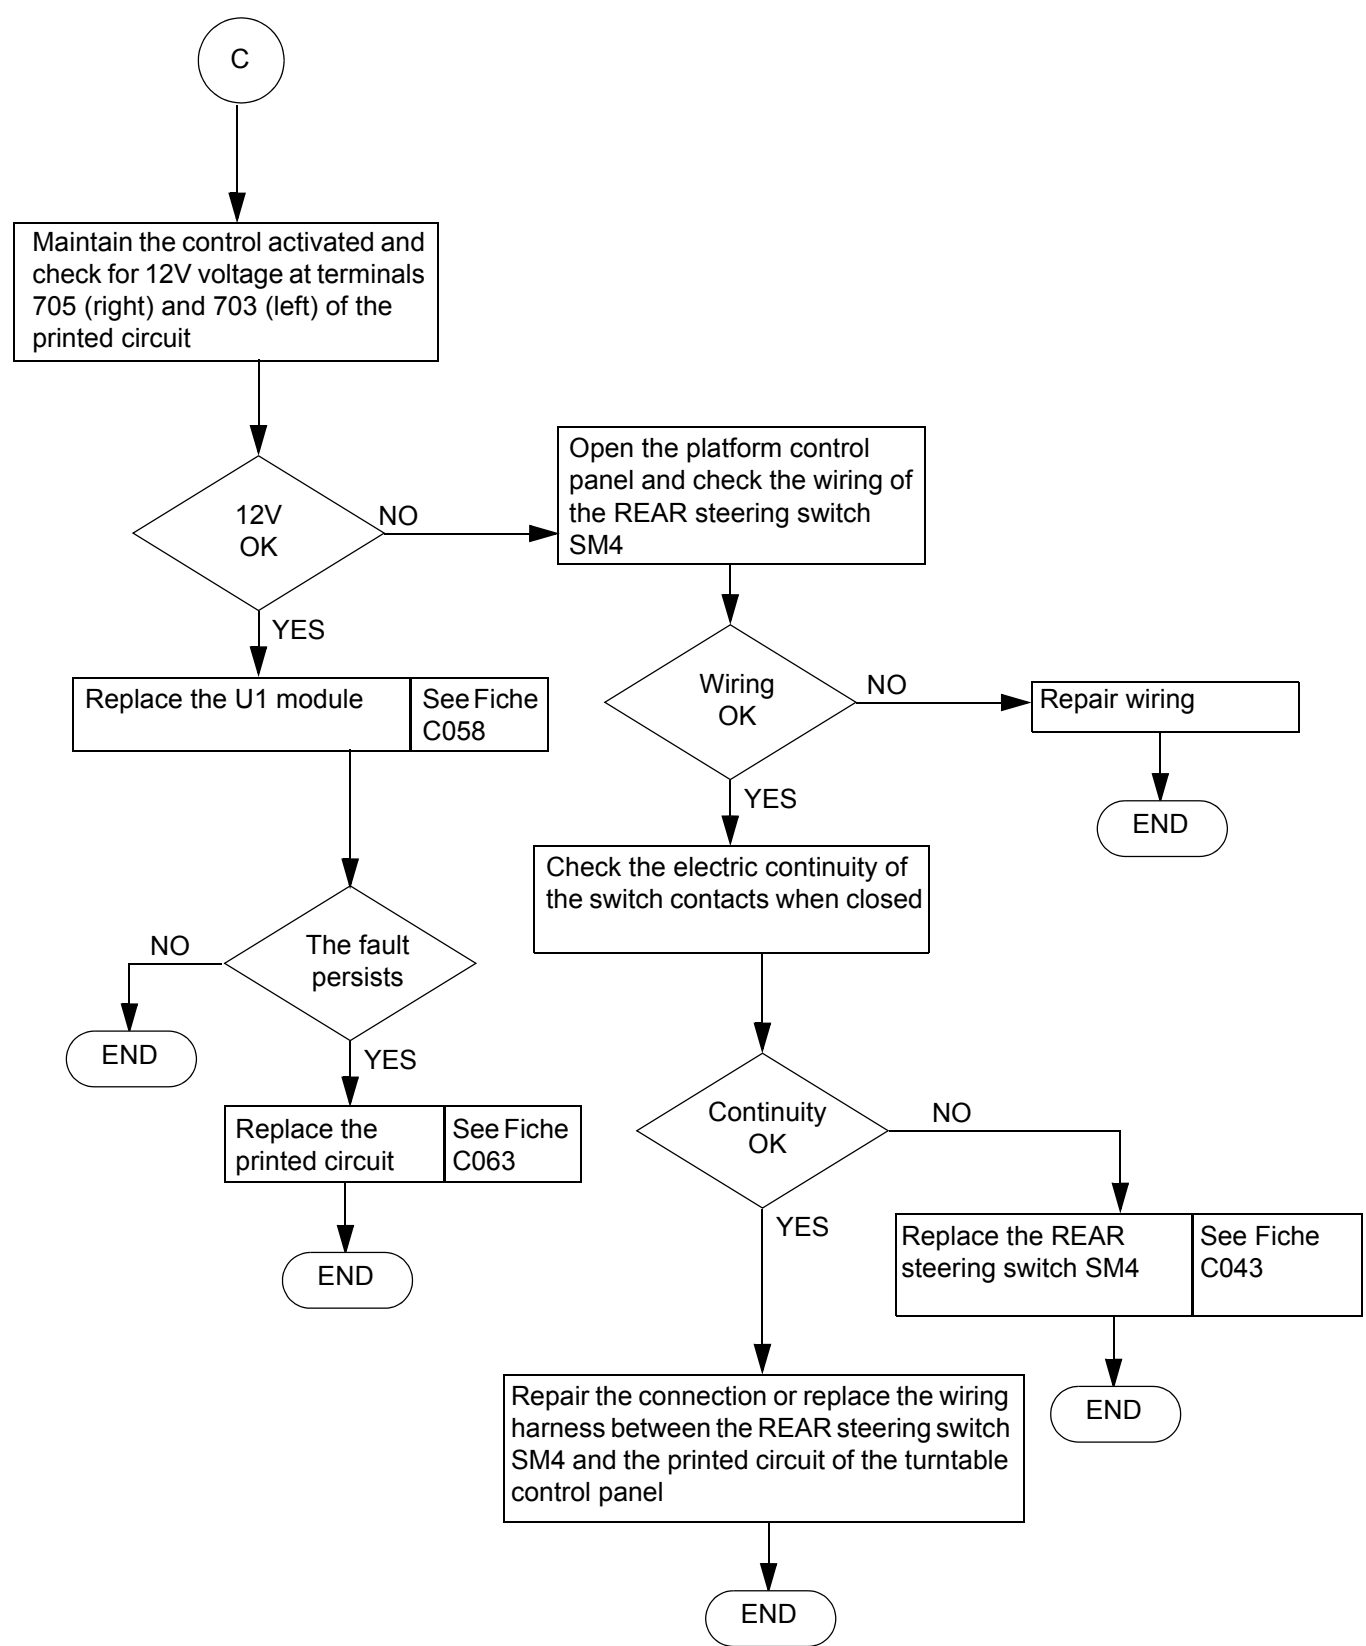 C
Maintain the control activated and
check for 12V voltage at terminals
705 (right) and 703 (left) of the
printed circuit
12V
OK
NO
YES
Open the platform control
panel and check the wiring of
the REAR steering switch
SM4
Replace the U1 module
See Fiche
C058
Wiring
OK
NO
YES
Repair wiring
END
Check the electric continuity of
the switch contacts when closed
The fault
persists
NO
YES
END
Replace the
printed circuit
See Fiche
C063
END
Continuity
OK
NO
YES
Replace the REAR
steering switch SM4
See Fiche
C043
END
Repair the connection or replace the wiring
harness between the REAR steering switch
SM4 and the printed circuit of the turntable
control panel
END